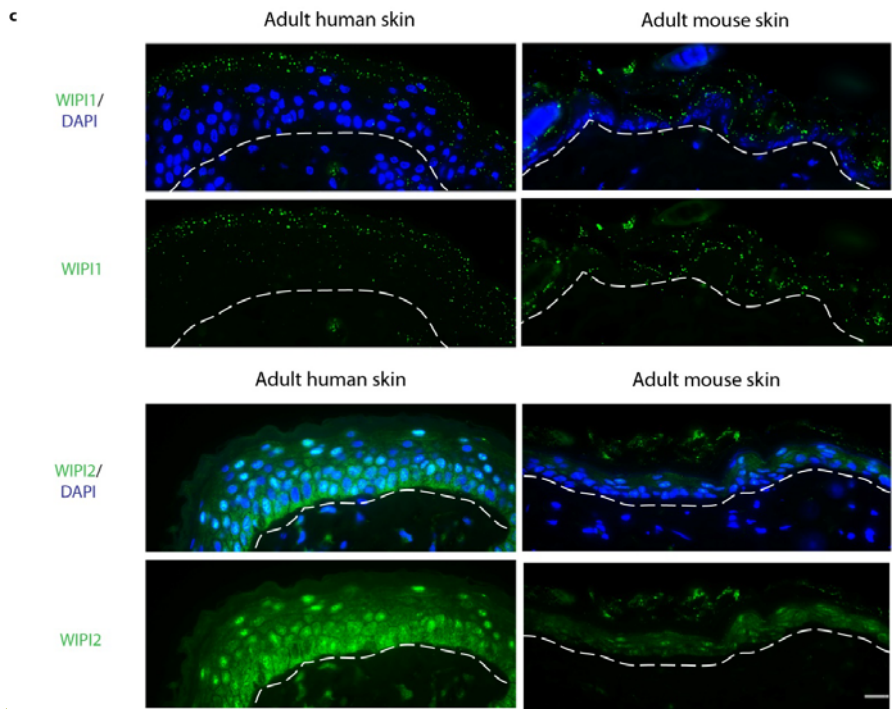 c
Adult human skin
Adult mouse skin
WIPI1/
DAPI
WIPI1
Adult human skin
Adult mouse skin
WIPI2/
DAPI
WIPI2